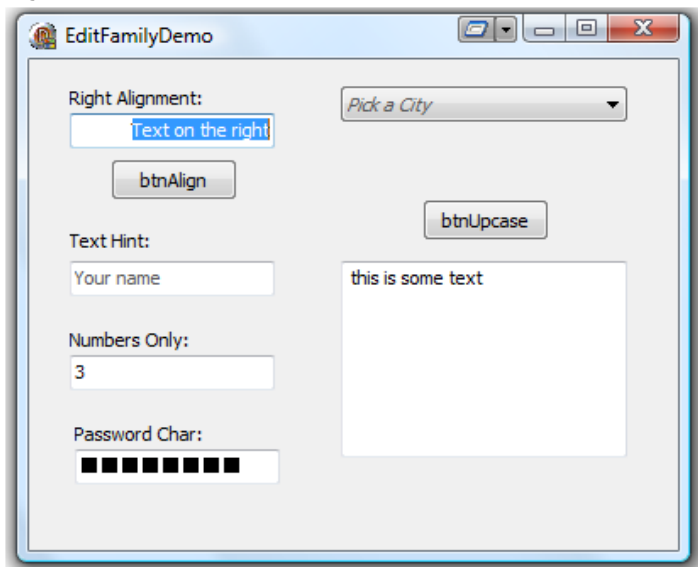 EditFamilyDemo
Right Alignment:
Text on the right
btnAlign
Text Hint:
Your name
Numbers Only:
3
Password Char:
Pick a City
btnUpcase
this is some text